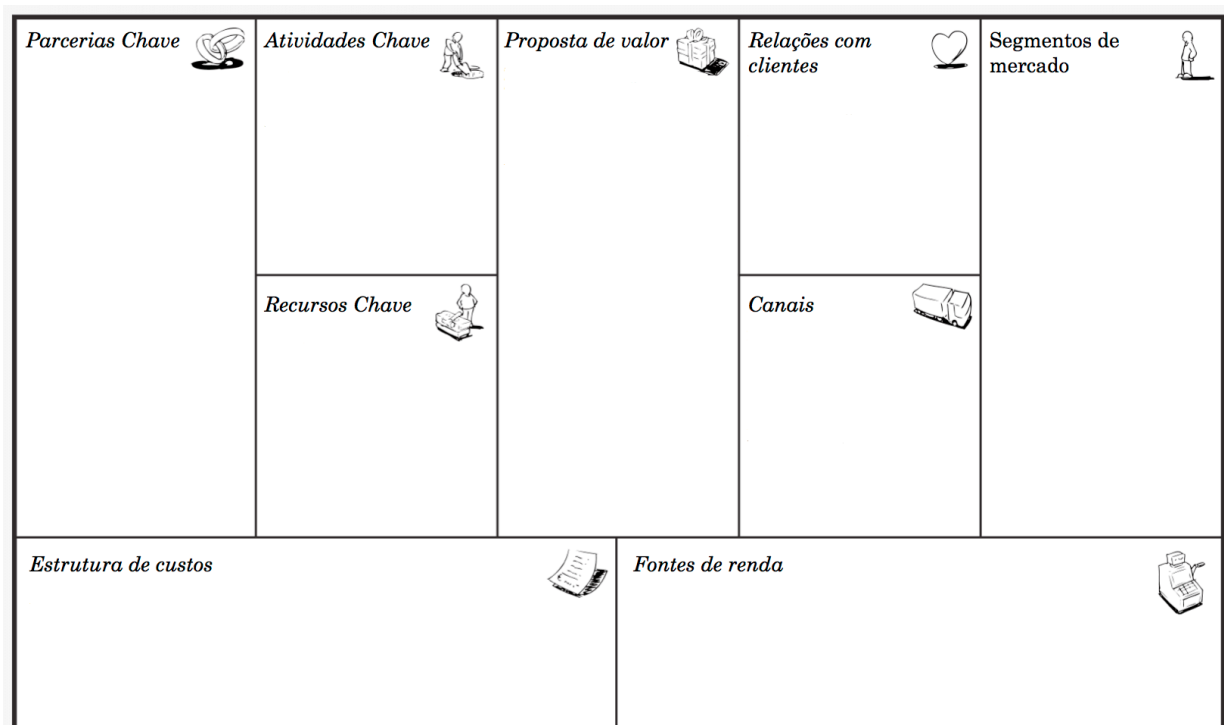 Parcerias Chave
Atividades Chave
Proposta de valor
Relações com
clientes
Segmentos de
mercado
Recursos Chave
Canais
Estrutura de custos
Fontes de renda